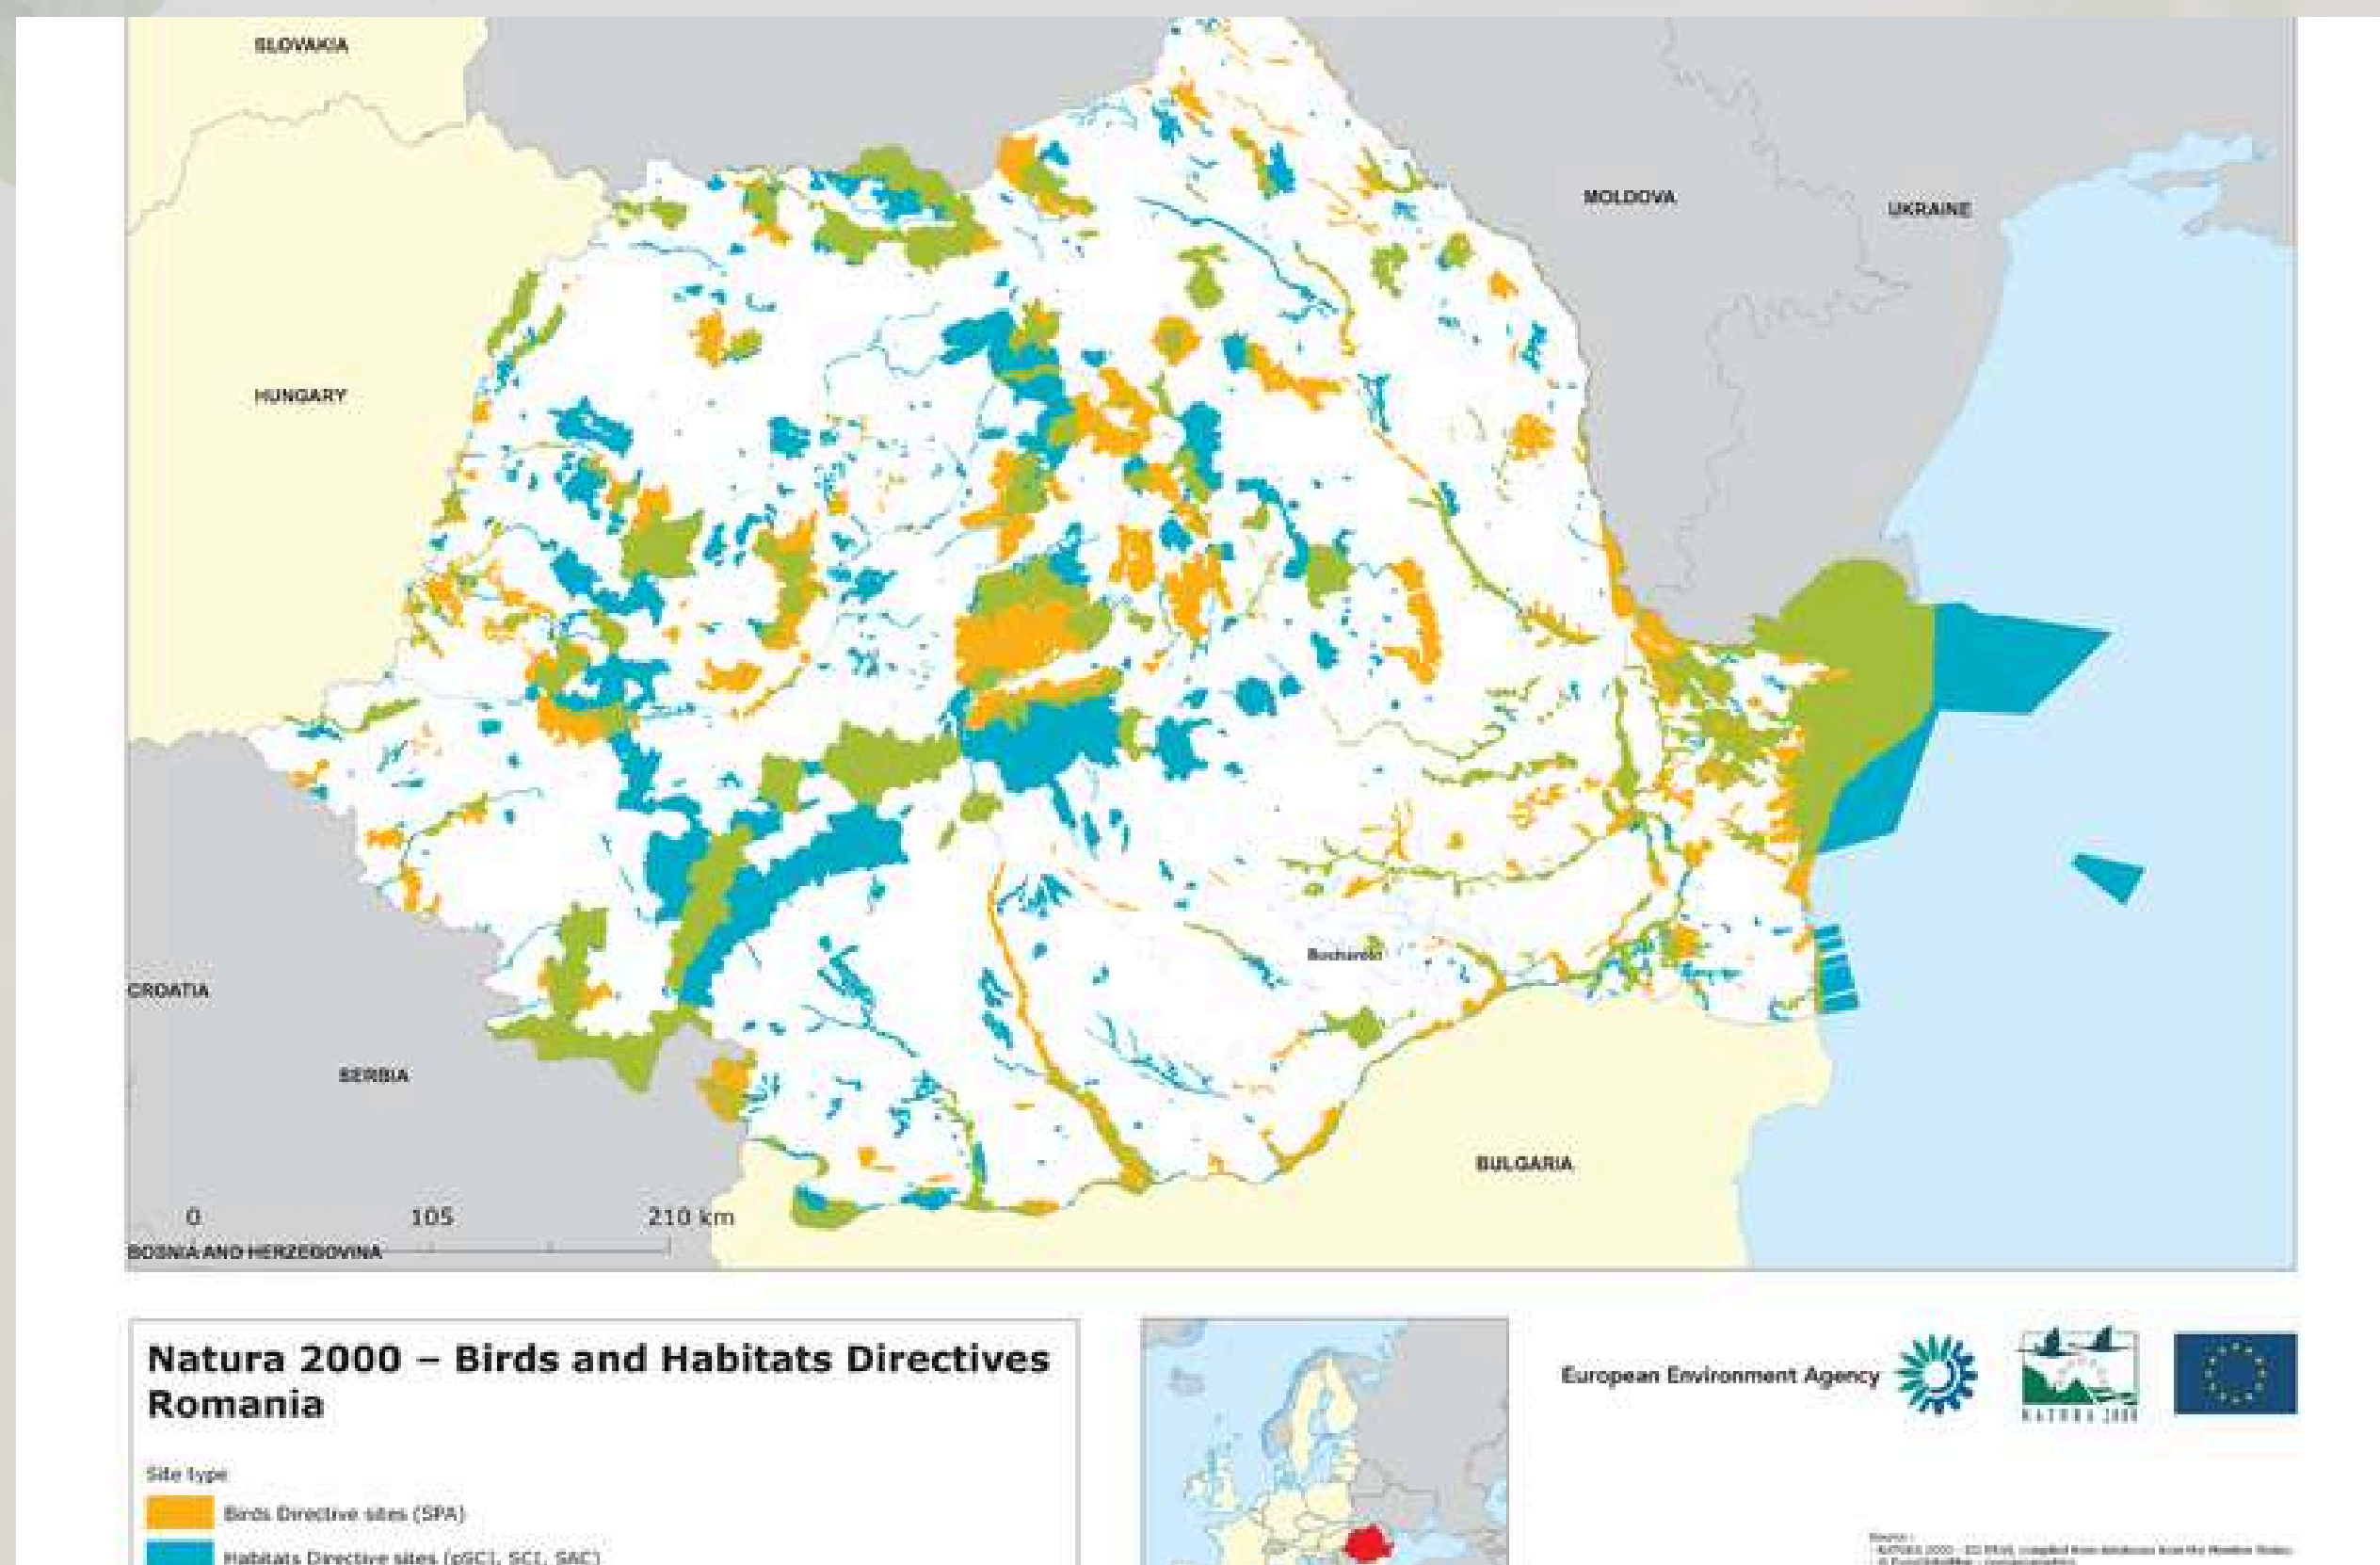 SLOVAKIA
MOLDOVA
UKRAINE
HUNGARY
Bucharest
CROATIA
SERBIA
BULGARIA
0 105 210 km
BOSNIA AND HERZEGOVINA
Natura 2000 – Birds and Habitats Directives
Romania
European Environment Agency
NATURA 2000
Site type
Birds Directive sites (SPA)
Habitats Directive sites (pSCI, SCI, SAC)